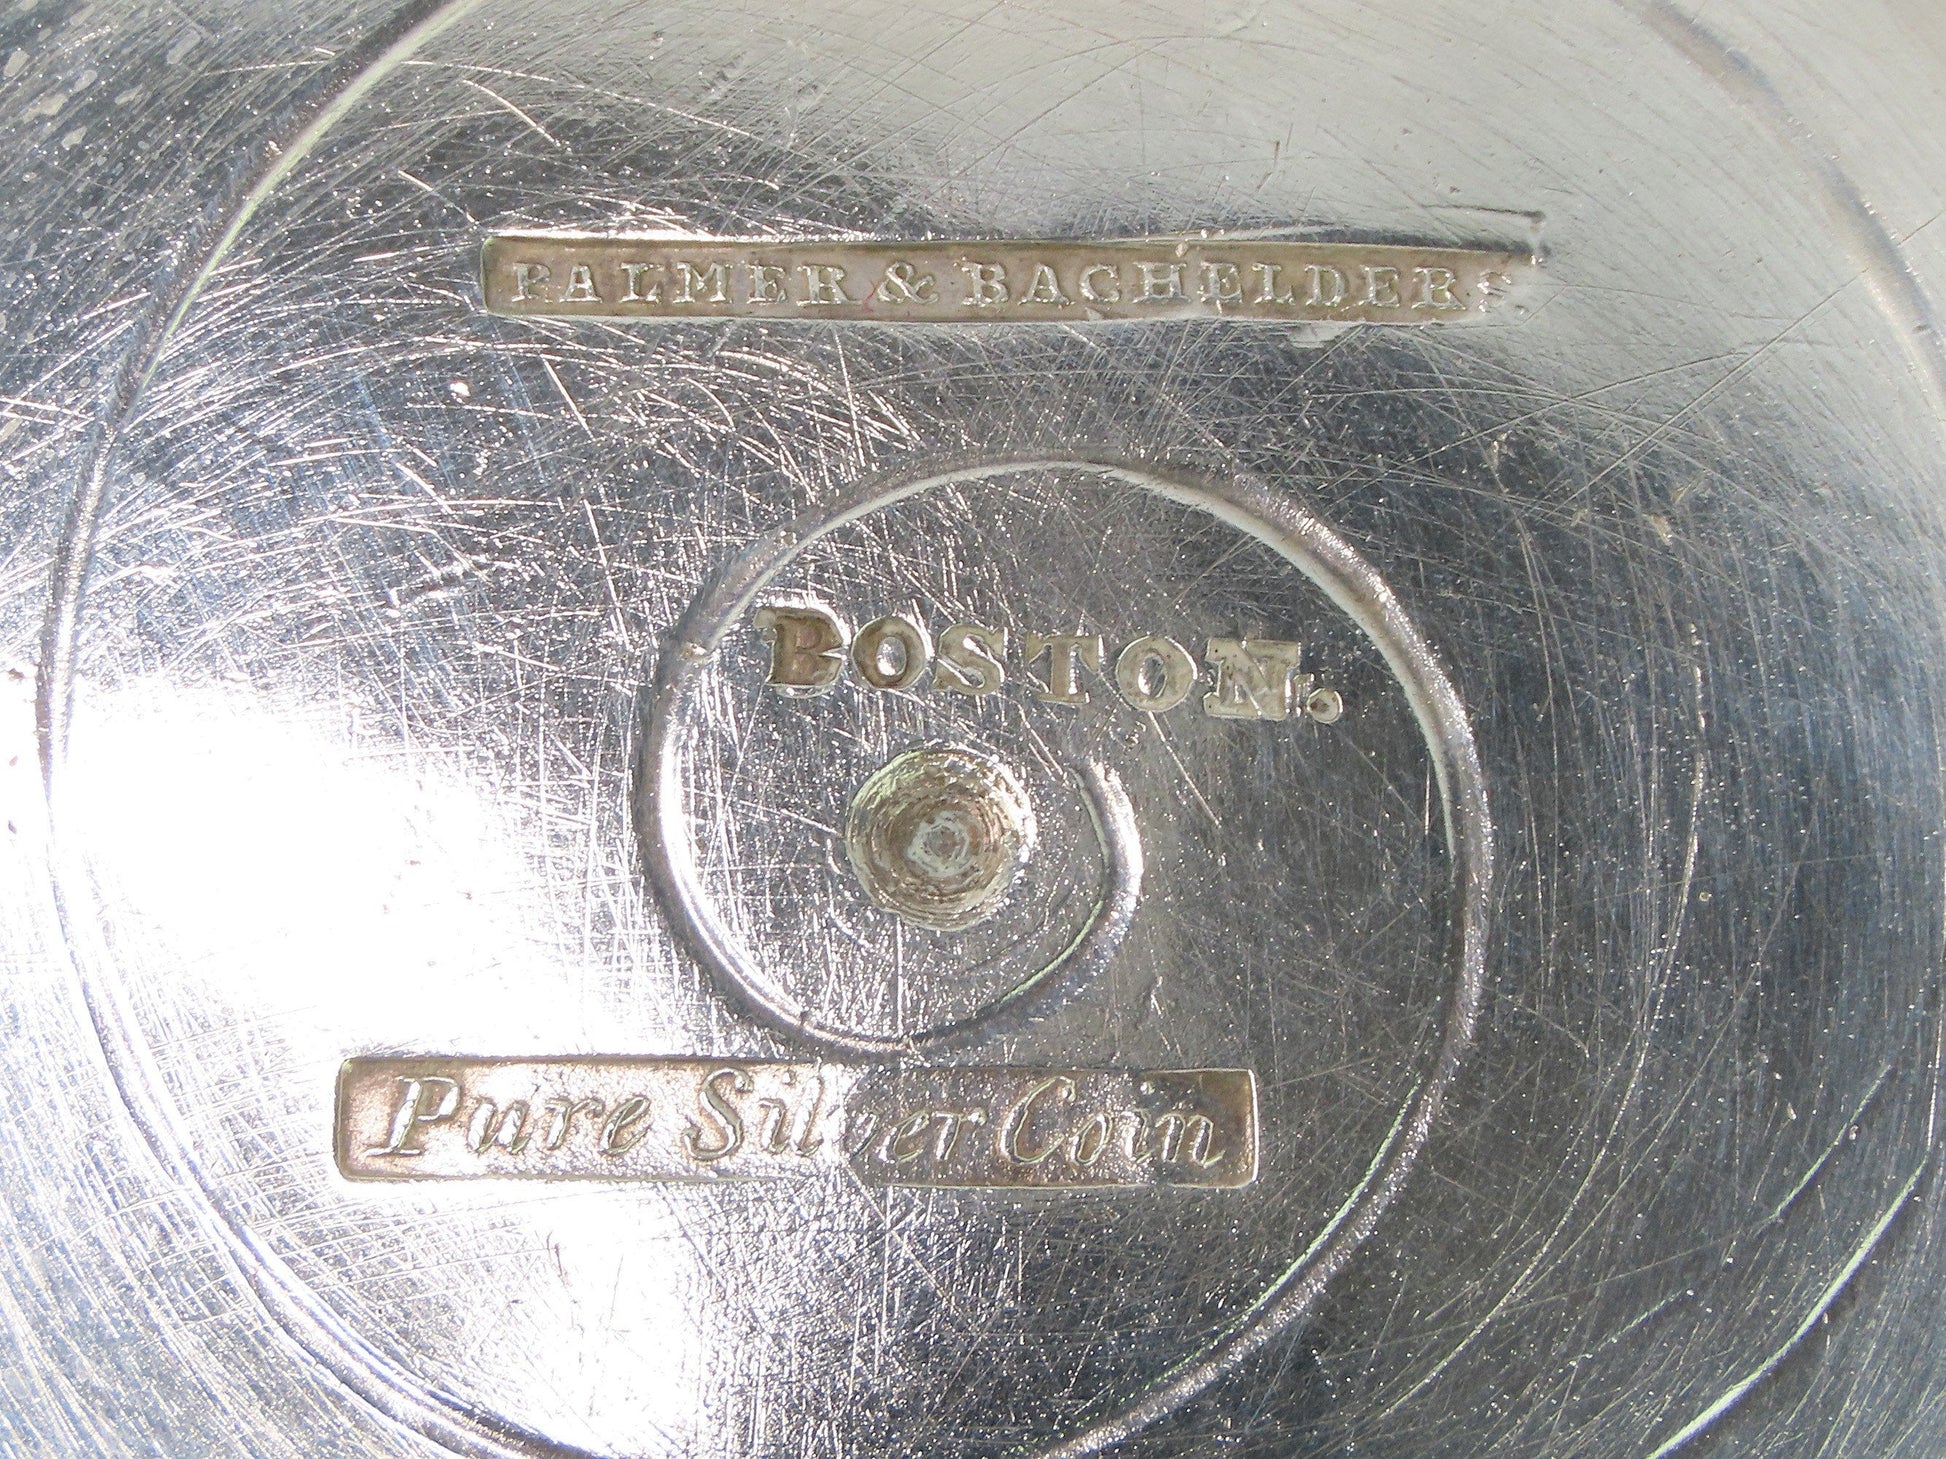 PALMER & BACHELDERS
BOSTON.
Pure Silver Coin